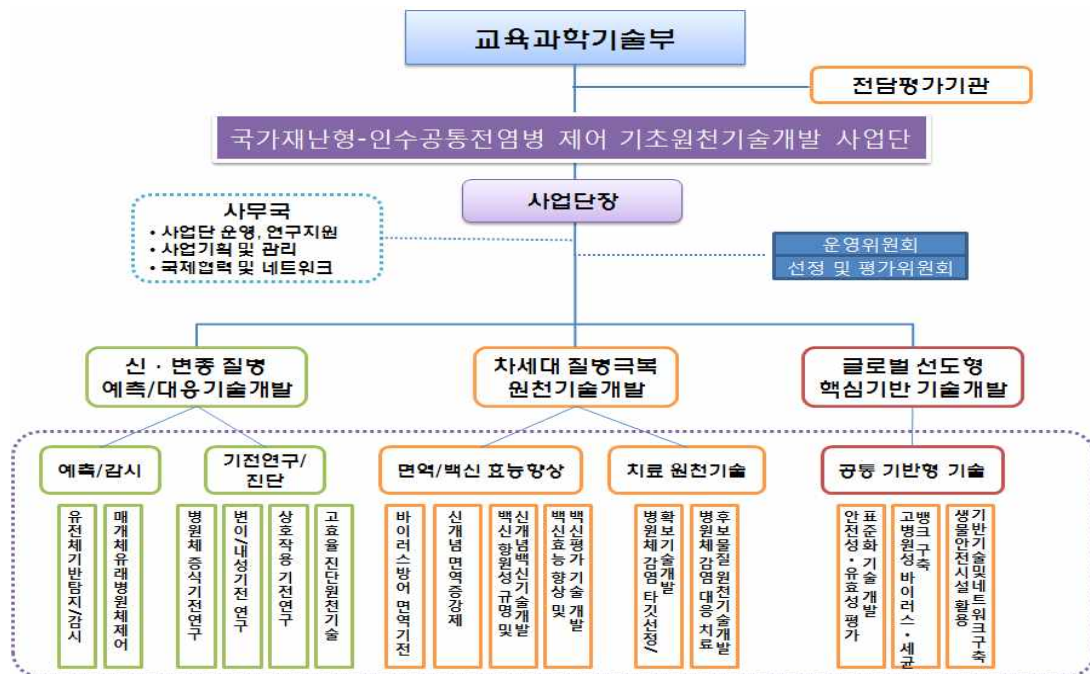 교육과학기술부
전담평가기관
국가재난형-인수공통전염병 제어 기초원천기술개발 사업단
사업단장
사무국
• 사업단 운영, 연구지원
• 사업기획 및 관리
• 국제협력 및 네트워크
운영위원회
선정 및 평가위원회
신 · 변종 질병
예측/대응기술개발
차세대 질병극복
원천기술개발
글로벌 선도형
핵심기반 기술개발
예측/감시
기전연구/
진단
면역/백신 효능향상
치료 원천기술
공통 기반형 기술
유전체기반탐지/감시
매개체유래병원체제어
병원체 증식기전연구
변이/내성기전 연구
상호작용 기전연구
고효율 진단원천기술
바이러스방어 면역기전
신개념 면역증강제
백신 항원성 규명 및
신개념백신기술개발
백신효능 향상 및
백신평가 기술 개발
병원체 감염 타깃선정/
확보기술개발
병원체 감염 대응 치료
후보물질 원천기술개발
안전성・유효성 평가
표준화 기술 개발
고병원성 바이러스・세균
뱅크 구축
생물안전시설 활용
기반기술및네트워크구축